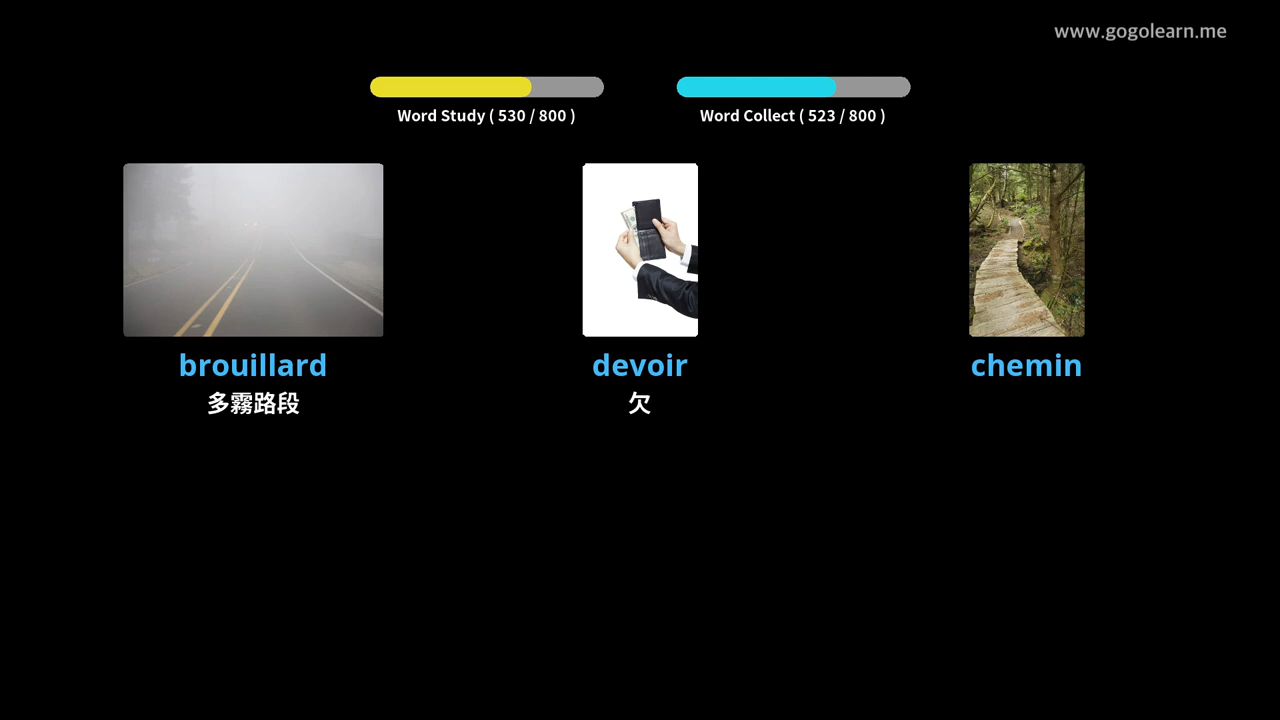 www.gogolearn.me
Word Study ( 530 / 800 )
Word Collect ( 523 / 800 )
brouillard
devoir
chemin
多霧路段
欠